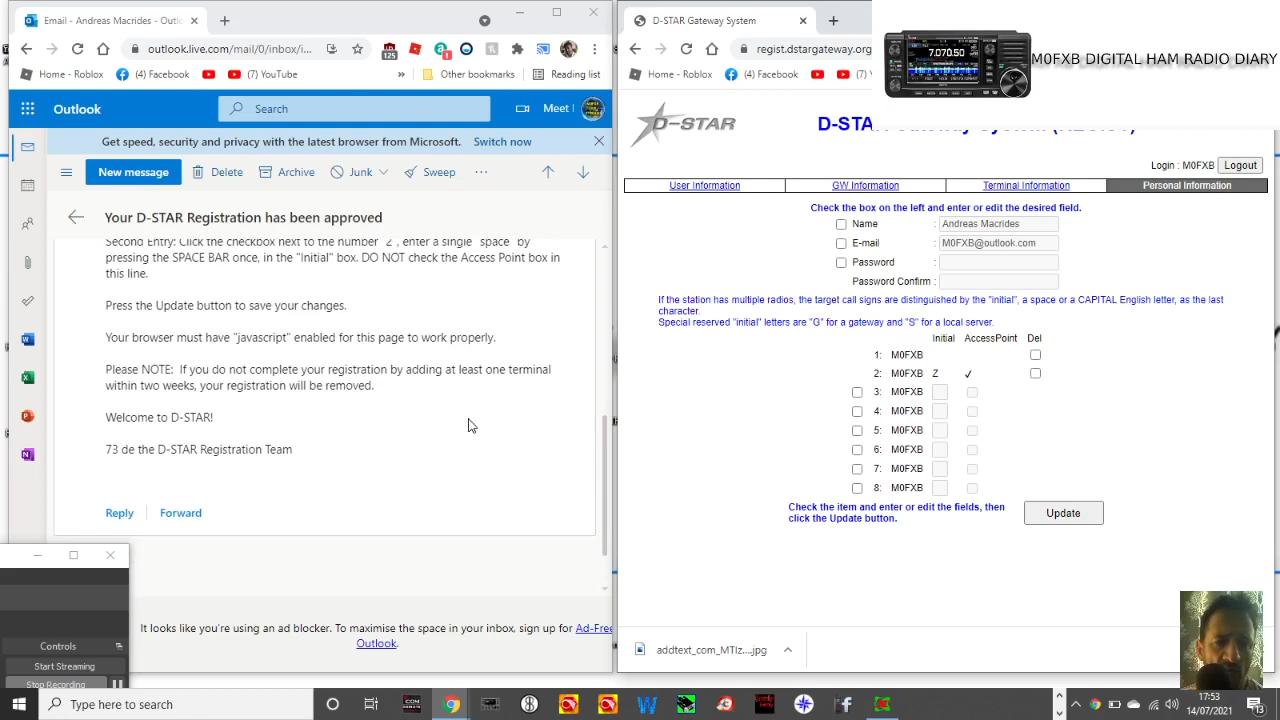 Email - Andreas Macrides - Outlo
D-STAR Gateway System
outloo
125
1
regist.dstargateway.org
Home - Roblox
(4) Facebook
Other bookmarks
Reading list
Home - Roblox
(4) Facebook
7.070.50
M0FXB DIGITAL HAM RADIO DIARY
Outlook
Meet
D-STAR
Get speed, security and privacy with the latest browser from Microsoft.
Switch now
New message
Delete
Archive
Junk
Sweep
Login : M0FXB
Logout
User Information
GW Information
Terminal Information
Personal Information
Your D-STAR Registration has been approved
Second Entry: Click the check box next to the number "2", enter a single "space" by
pressing the SPACE BAR once, in the "Initial" box. DO NOT check the Access Point box in
this line.
Press the Update button to save your changes.
Your browser must have "javascript" enabled for this page to work properly.
Please NOTE: If you do not complete your registration by adding at least one terminal
within two weeks, your registration will be removed.
Welcome to D-STAR!
73 de the D-STAR Registration Team
Reply
Forward
Check the box on the left and enter or edit the desired field.
Name : Andreas Macrides
E-mail : M0FXB@outlook.com
Password :
Password Confirm :
If the station has multiple radios, the target call signs are distinguished by the "initial", a space or a CAPITAL English letter, as the last
character.
Special reserved "initial" letters are "G" for a gateway and "S" for a local server.
Initial AccessPoint Del
1: M0FXB
2: M0FXB Z ✓
3: M0FXB
4: M0FXB
5: M0FXB
6: M0FXB
7: M0FXB
8: M0FXB
Check the item and enter or edit the fields, then
click the Update button.
Update
It looks like you're using an ad blocker. To maximise the space in your inbox, sign up for Ad-Free
Outlook.
Controls
Start Streaming
Stop Recording
addtext_com_MTIz....jpg
Type here to search
17:53
14/07/2021
13